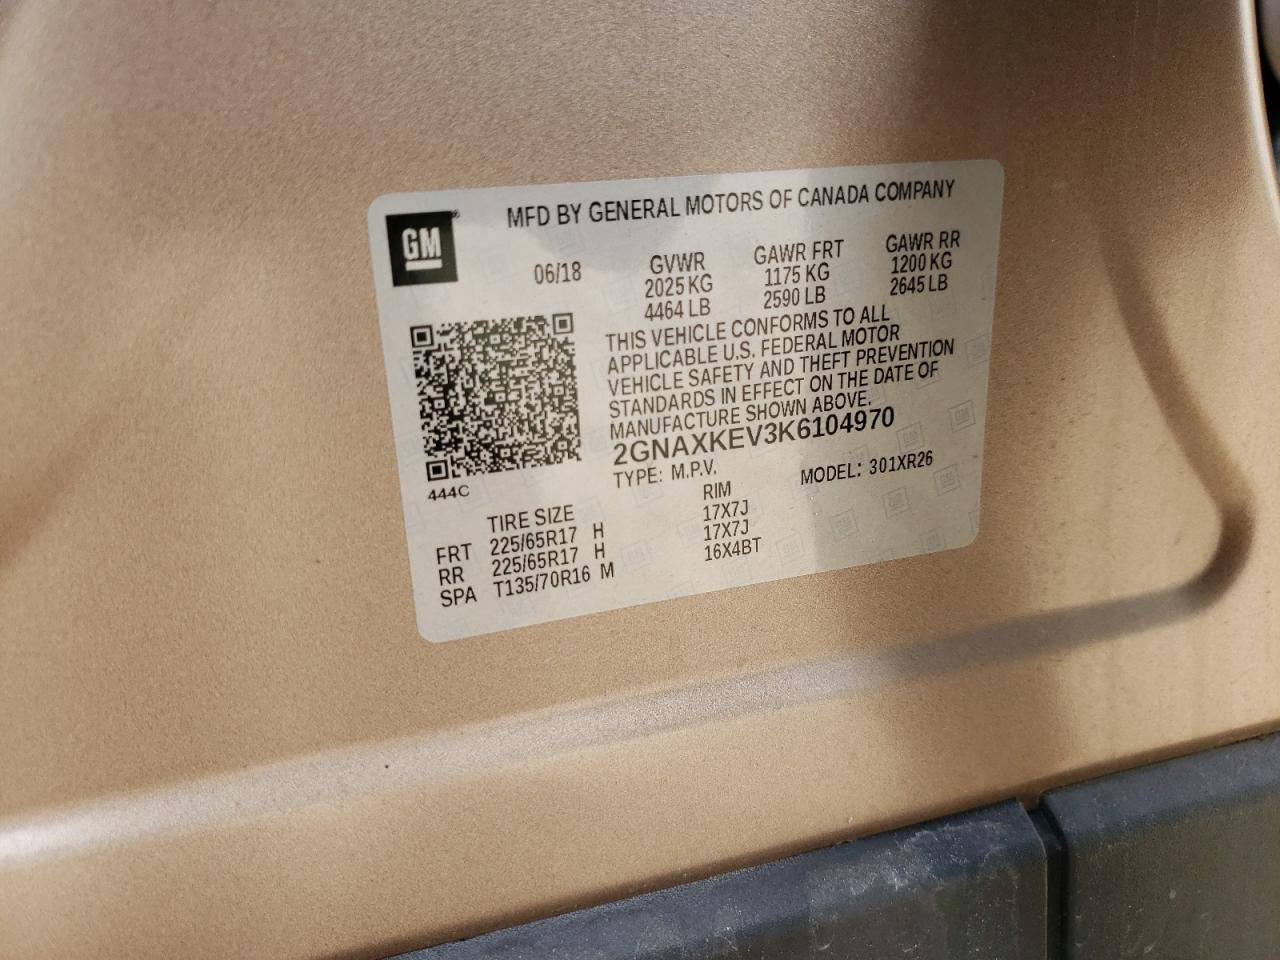 GM®
MFD BY GENERAL MOTORS OF CANADA COMPANY
06/18
GVWR GAWR FRT GAWR RR
2025 KG 1175 KG 1200 KG
4464 LB 2590 LB 2645 LB
THIS VEHICLE CONFORMS TO ALL
APPLICABLE U.S. FEDERAL MOTOR
VEHICLE SAFETY AND THEFT PREVENTION
STANDARDS IN EFFECT ON THE DATE OF
MANUFACTURE SHOWN ABOVE.
2GNAXKEV3K6104970
TYPE: M.P.V. MODEL: 301XR26
444C
TIRE SIZE RIM
FRT 225/65R17 H 17X7J
RR 225/65R17 H 17X7J
SPA T135/70R16 M 16X4BT